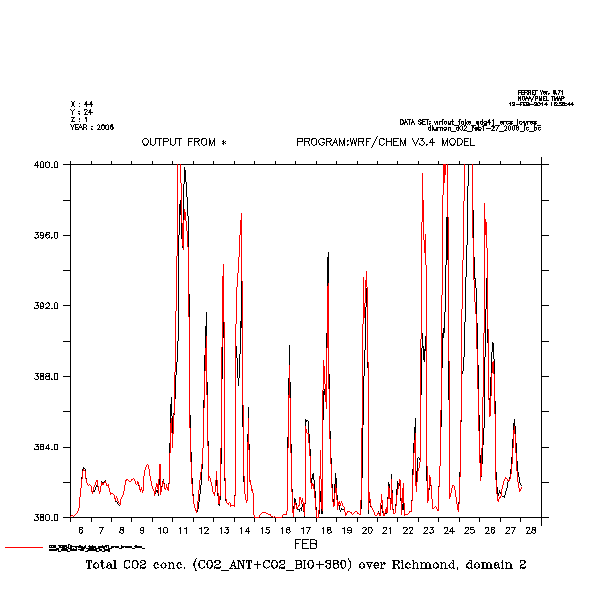 FERRET Ver. 6.71
NOAA/PMEL TMAP
X : 44
Y : 24
Z : 1
YEAR : 2006
OUTPUT FROM *
PROGRAM:WRF/CHEM V3.4 MODEL
400.0
396.0
392.0
388.0
384.0
380.0
6 7 8 9 10 11 12 13 14 15 16 17 18 19 20 21 22 23 24 25 26 27 28
FEB
Total CO2 conc. (CO2_ANT+CO2_BIO+380) over Richmond, domain 2